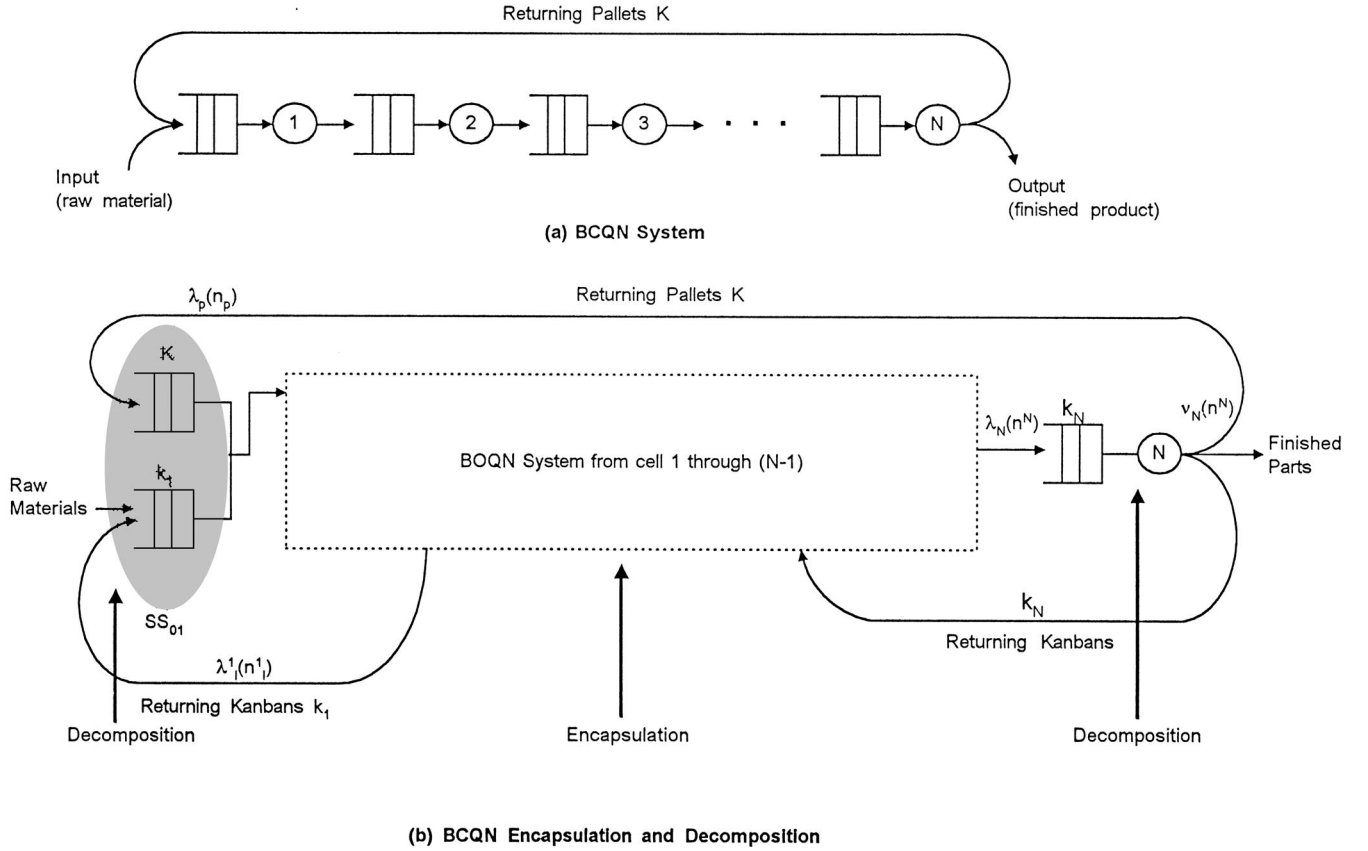 Returning Pallets K
1
2
3
. . .
N
Input
(raw material)
Output
(finished product)
(a) BCQN System
λp(np)
Returning Pallets K
K
k1
Raw
Materials
SS01
BOQN System from cell 1 through (N-1)
λN(nN)
kN
N
νN(nN)
Finished
Parts
kN
Returning Kanbans
λ1I(n1I)
Returning Kanbans k1
Decomposition
Encapsulation
Decomposition
(b) BCQN Encapsulation and Decomposition